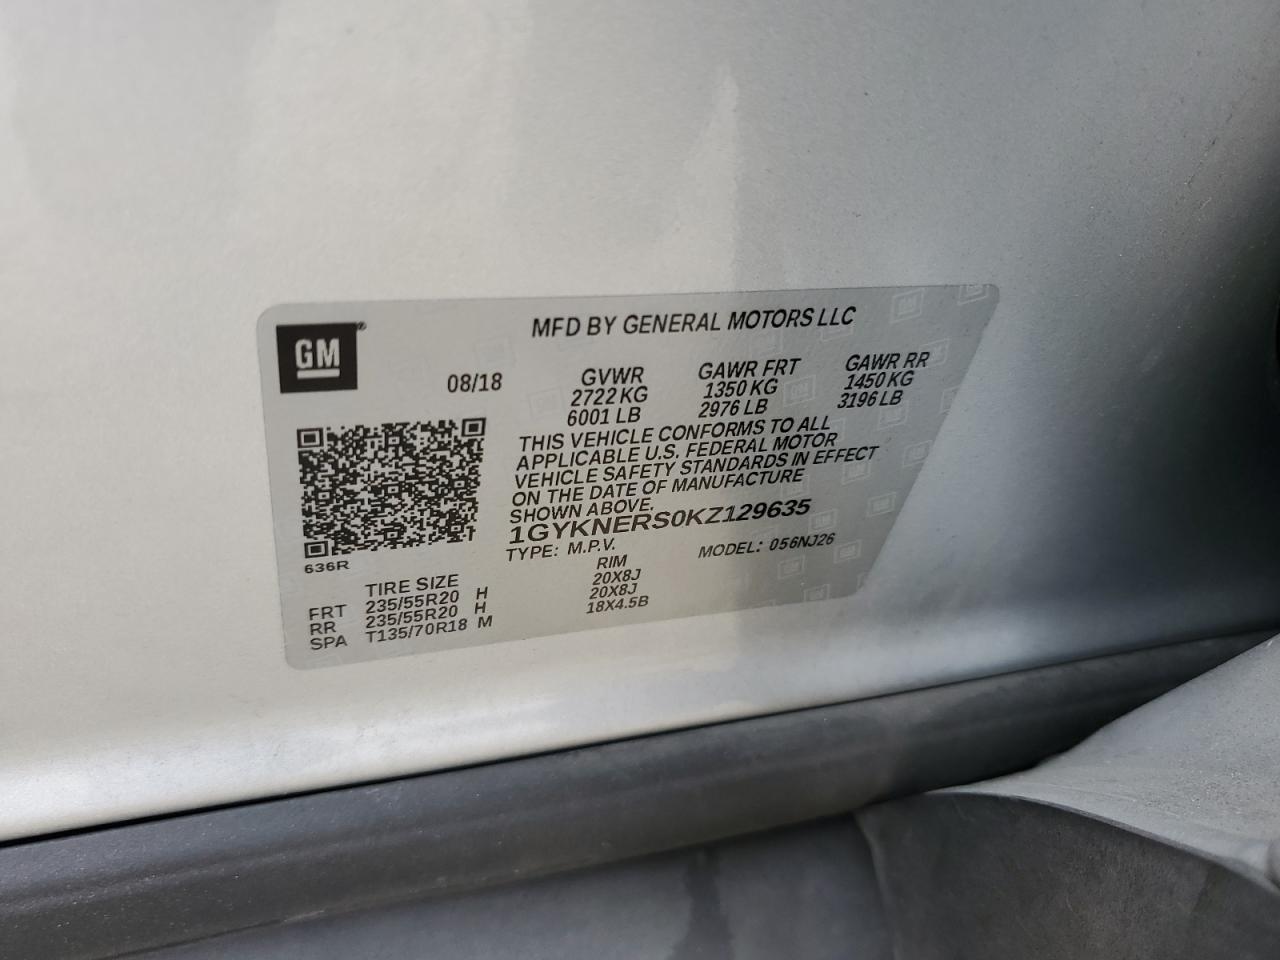 GM
MFD BY GENERAL MOTORS LLC
08/18
GVWR GAWR FRT GAWR RR
2722 KG 1350 KG 1450 KG
6001 LB 2976 LB 3196 LB
THIS VEHICLE CONFORMS TO ALL
APPLICABLE U.S. FEDERAL MOTOR
VEHICLE SAFETY STANDARDS IN EFFECT
ON THE DATE OF MANUFACTURE
SHOWN ABOVE.
1GYKNERS0KZ129635
TYPE: M.P.V. MODEL: 056NJ26
636R
TIRE SIZE RIM
FRT 235/55R20 H 20X8J
RR 235/55R20 H 20X8J
SPA T135/70R18 M 18X4.5B